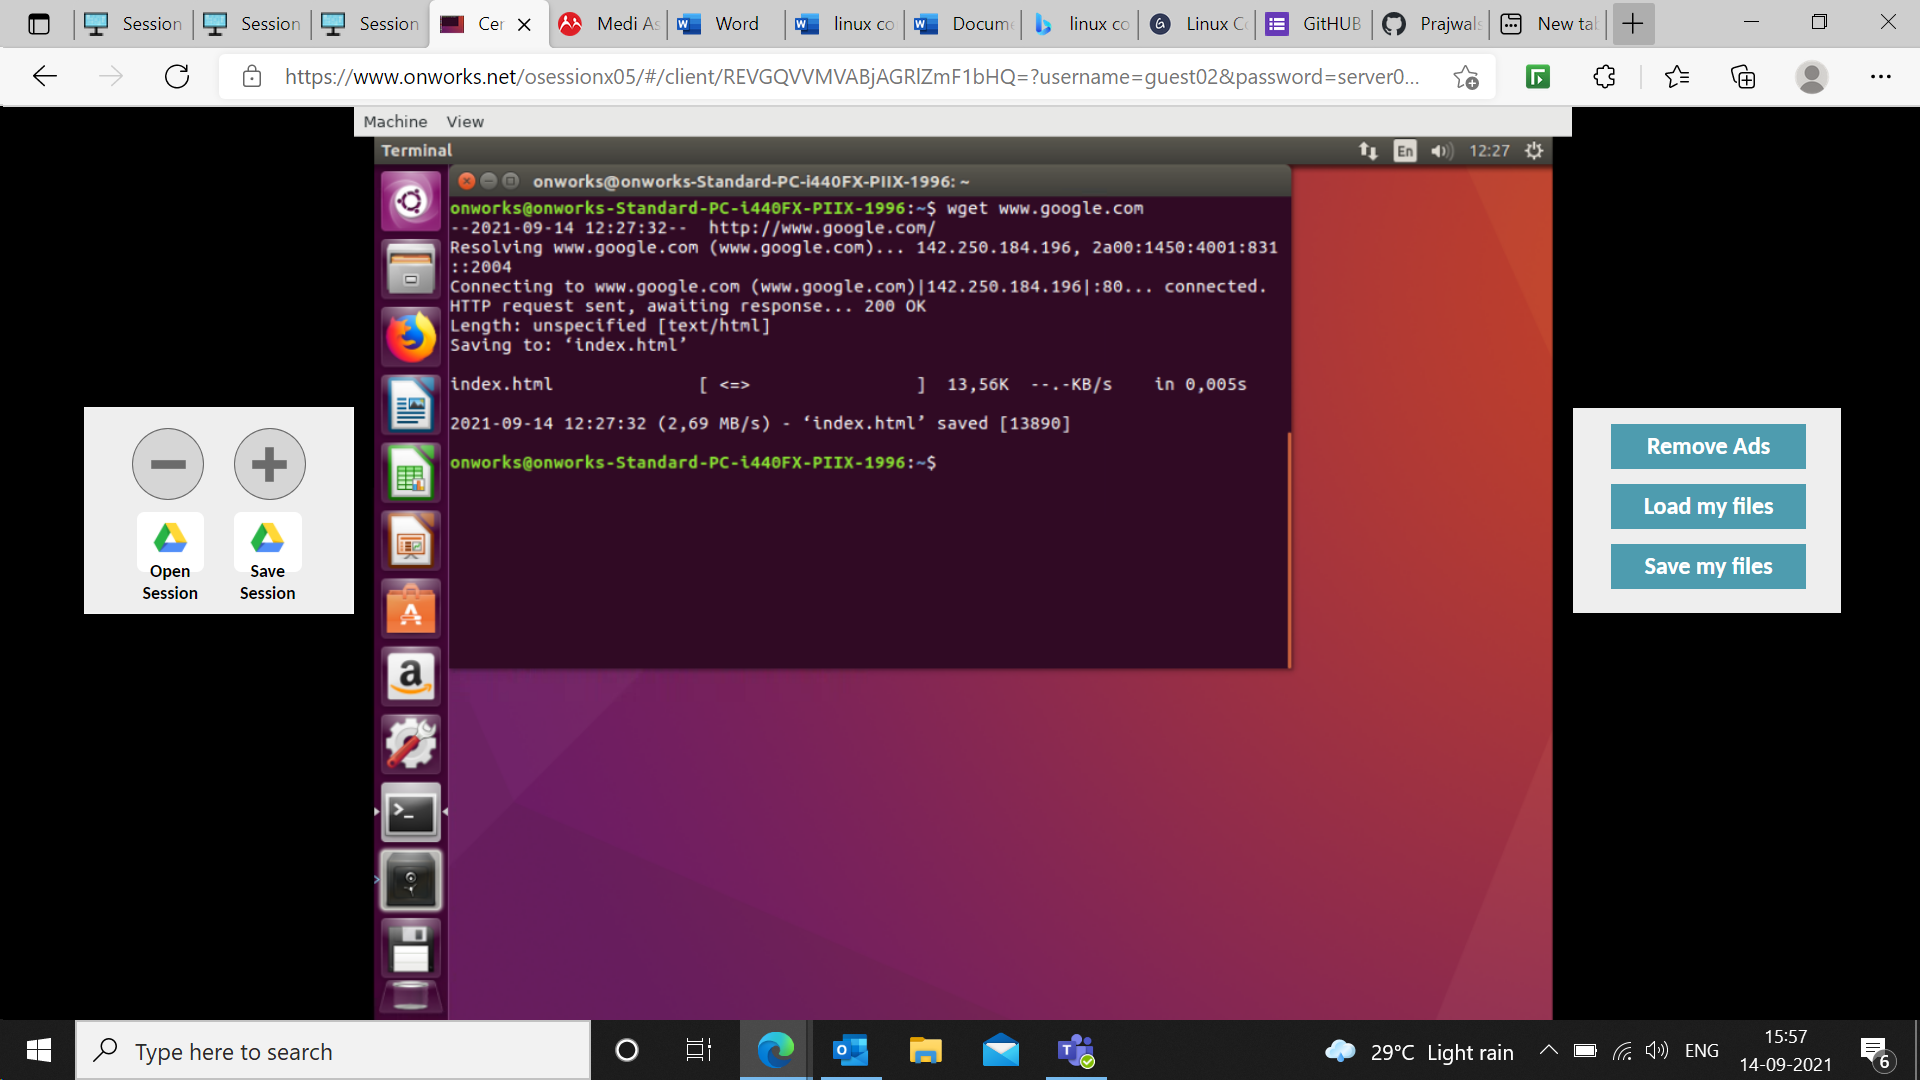 Session
Session
Session
Cer
Medi As
Word
linux co
Docume
linux co
Linux Co
GitHUB
Prajwals
New tab
https://www.onworks.net/osessionx05/#/client/REVGQVVMVABjAGRlZmF1bHQ=?username=guest02&password=server0...
Machine View
Terminal
En
12:27
onworks@onworks-Standard-PC-i440FX-PIIX-1996: ~
onworks@onworks-Standard-PC-i440FX-PIIX-1996:~$ wget www.google.com
--2021-09-14 12:27:32--  http://www.google.com/
Resolving www.google.com (www.google.com)... 142.250.184.196, 2a00:1450:4001:831
::2004
Connecting to www.google.com (www.google.com)|142.250.184.196|:80... connected.
HTTP request sent, awaiting response... 200 OK
Length: unspecified [text/html]
Saving to: ‘index.html’
index.html [ <=> ] 13,56K --.-KB/s in 0,005s
2021-09-14 12:27:32 (2,69 MB/s) - ‘index.html’ saved [13890]
onworks@onworks-Standard-PC-i440FX-PIIX-1996:~$
Open
Session
Save
Session
Remove Ads
Load my files
Save my files
Type here to search
29°C Light rain
ENG
15:57
14-09-2021
6